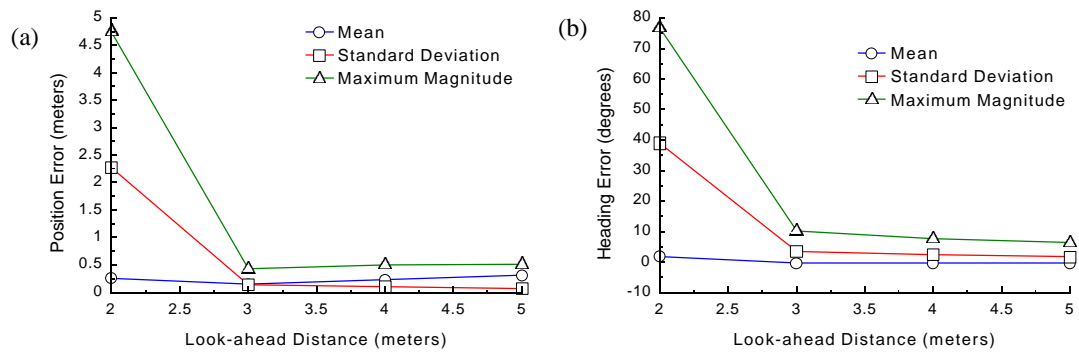 (a)
Position Error (meters)
5
4.5
4
3.5
3
2.5
2
1.5
1
0.5
0
Mean
Standard Deviation
Maximum Magnitude
2 2.5 3 3.5 4 4.5 5
Look-ahead Distance (meters)
(b)
Heading Error (degrees)
80
70
60
50
40
30
20
10
0
-10
Mean
Standard Deviation
Maximum Magnitude
2 2.5 3 3.5 4 4.5 5
Look-ahead Distance (meters)